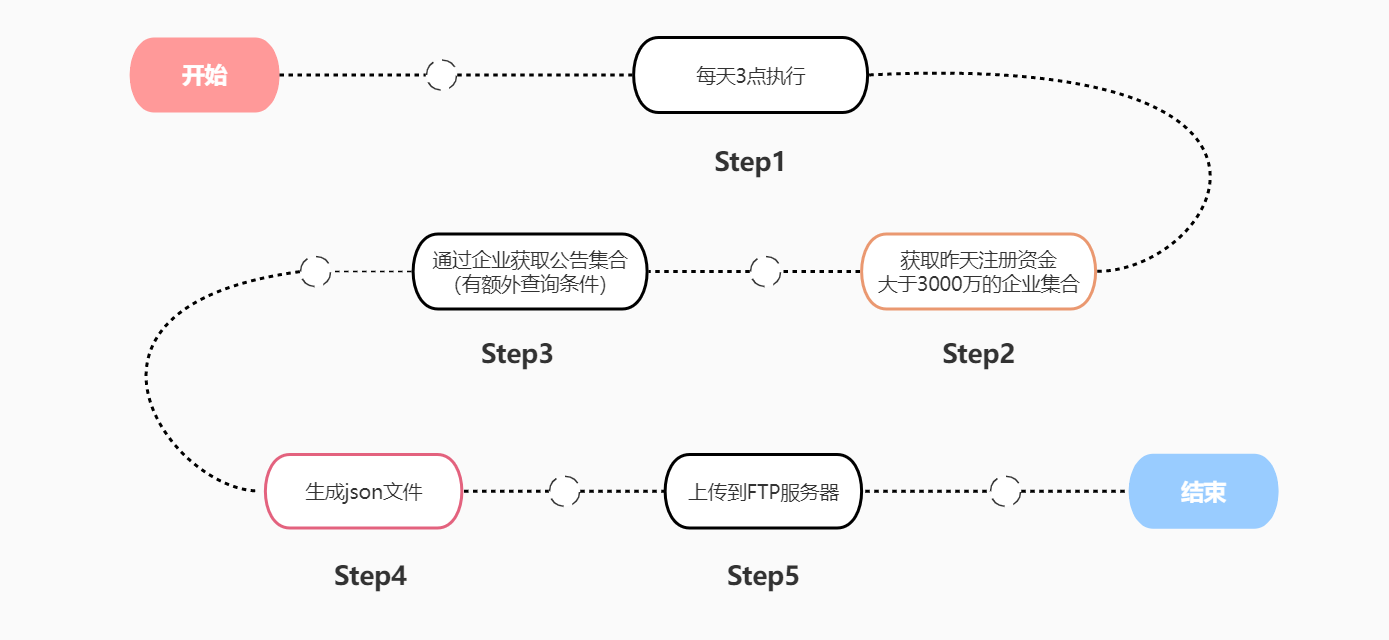 开始
每天3点执行
Step1
获取昨天注册资金
大于3000万的企业集合
Step2
通过企业获取公告集合
（有额外查询条件）
Step3
生成json文件
Step4
上传到FTP服务器
Step5
结束